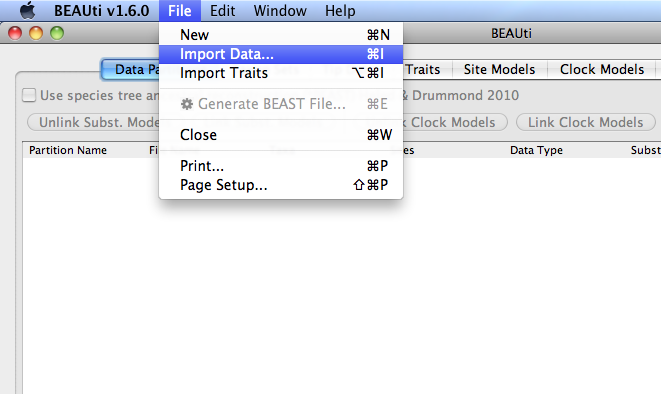 BEAUti v1.6.0 File Edit Window Help
BEAUti
New ⌘N
Import Data... ⌘I
Import Traits ⌥⌘I
Generate BEAST File... ⌘E
Close ⌘W
Print... ⌘P
Page Setup... ⇧⌘P
Data Pa Traits Site Models Clock Models
Use species tree an & Drummond 2010
Unlink Subst. Mode Clock Models Link Clock Models
Partition Name Fi Data Type Subst